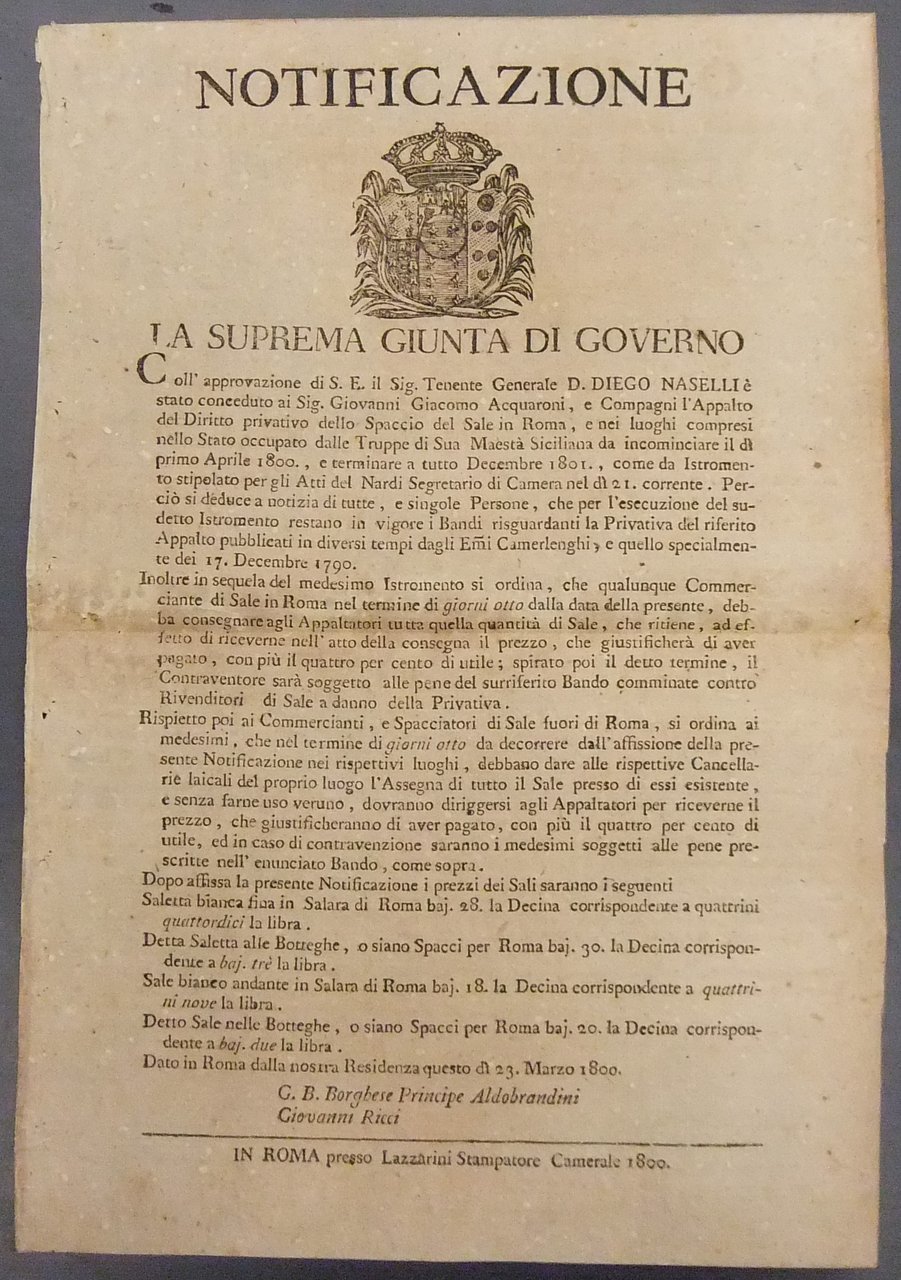 NOTIFICAZIONE
LA SUPREMA GIUNTA DI GOVERNO
Coll' approvazione di S. E. il Sig. Tenente Generale D. DIEGO NASELLI è
stato conceduto ai Sig. Giovanni Giacomo Acquaroni, e Compagni l'Appalto
del Diritto privativo dello Spaccio del Sale in Roma, e nei luoghi compresi
nello Stato occupato dalle Truppe di Sua Maestà Siciliana da incominciare il dì
primo Aprile 1800., e terminare a tutto Decembre 1801., come da Istromen-
to stipolato per gli Atti del Nardi Segretario di Camera nel dì 21. corrente. Per-
ciò si deduce a notizia di tutte, e singole Persone, che per l'esecuzione del su-
detto Istromento restano in vigore i Bandi risguardanti la Privativa del riferito
Appalto pubblicati in diversi tempi dagli Em̃i Camerlenghi, e quello specialmen-
te dei 17. Decembre 1790.
Inoltre in sequela del medesimo Istromento si ordina, che qualunque Commer-
ciante di Sale in Roma nel termine di giorni otto dalla data della presente, deb-
ba consegnare agli Appaltatori tutta quella quantità di Sale, che ritiene, ad ef-
fetto di riceverne nell' atto della consegna il prezzo, che giustificherà di aver
pagato, con più il quattro per cento di utile; spirato poi il detto termine, il
Contraventore sarà soggetto alle pene del surriferito Bando comminate contro
Rivenditori di Sale a danno della Privativa.
Rispietto poi ai Commercianti, e Spacciatori di Sale fuori di Roma, si ordina ai
medesimi, che nel termine di giorni otto da decorrere dall'affissione della pre-
sente Notificazione nei rispettivi luoghi, debbano dare alle rispettive Cancella-
rie laicali del proprio luogo l'Assegna di tutto il Sale presso di essi esistente,
e senza farne uso veruno, dovranno diriggersi agli Appaltatori per riceverne il
prezzo, che giustificheranno di aver pagato, con più il quattro per cento di
utile, ed in caso di contravenzione saranno i medesimi soggetti alle pene pre-
scritte nell' enunciato Bando, come sopra.
Dopo affissa la presente Notificazione i prezzi dei Sali saranno i seguenti
Saletta bianca fina in Salara di Roma baj. 28. la Decina corrispondente a quattrini
quattordici la libra.
Detta Saletta alle Botteghe, o siano Spacci per Roma baj. 30. la Decina corrispon-
dente a baj. trè la libra.
Sale bianco andante in Salara di Roma baj. 18. la Decina corrispondente a quattri-
ni nove la libra.
Detto Sale nelle Botteghe, o siano Spacci per Roma baj. 20. la Decina corrispon-
dente a baj. due la libra.
Dato in Roma dalla nostra Residenza questo dì 23. Marzo 1800.
G. B. Borghese Principe Aldobrandini
Giovanni Ricci
IN ROMA presso Lazzarini Stampatore Camerale 1800.